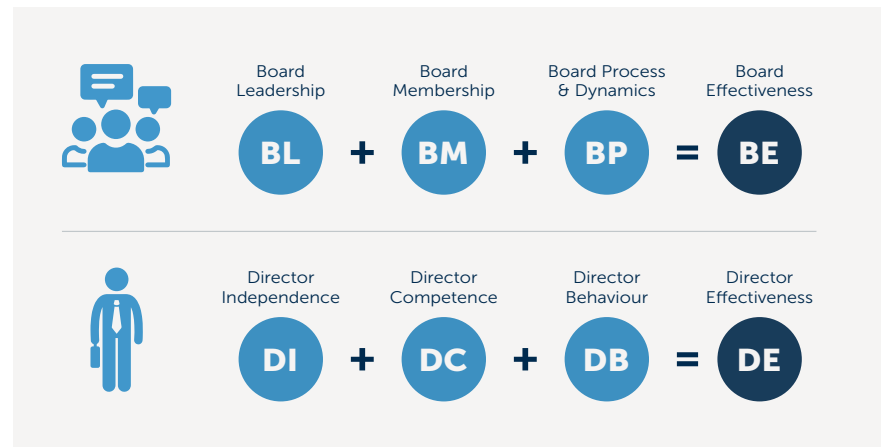 Board
Leadership
Board
Membership
Board Process
& Dynamics
Board
Effectiveness
BL + BM + BP = BE
Director
Independence
Director
Competence
Director
Behaviour
Director
Effectiveness
DI + DC + DB = DE